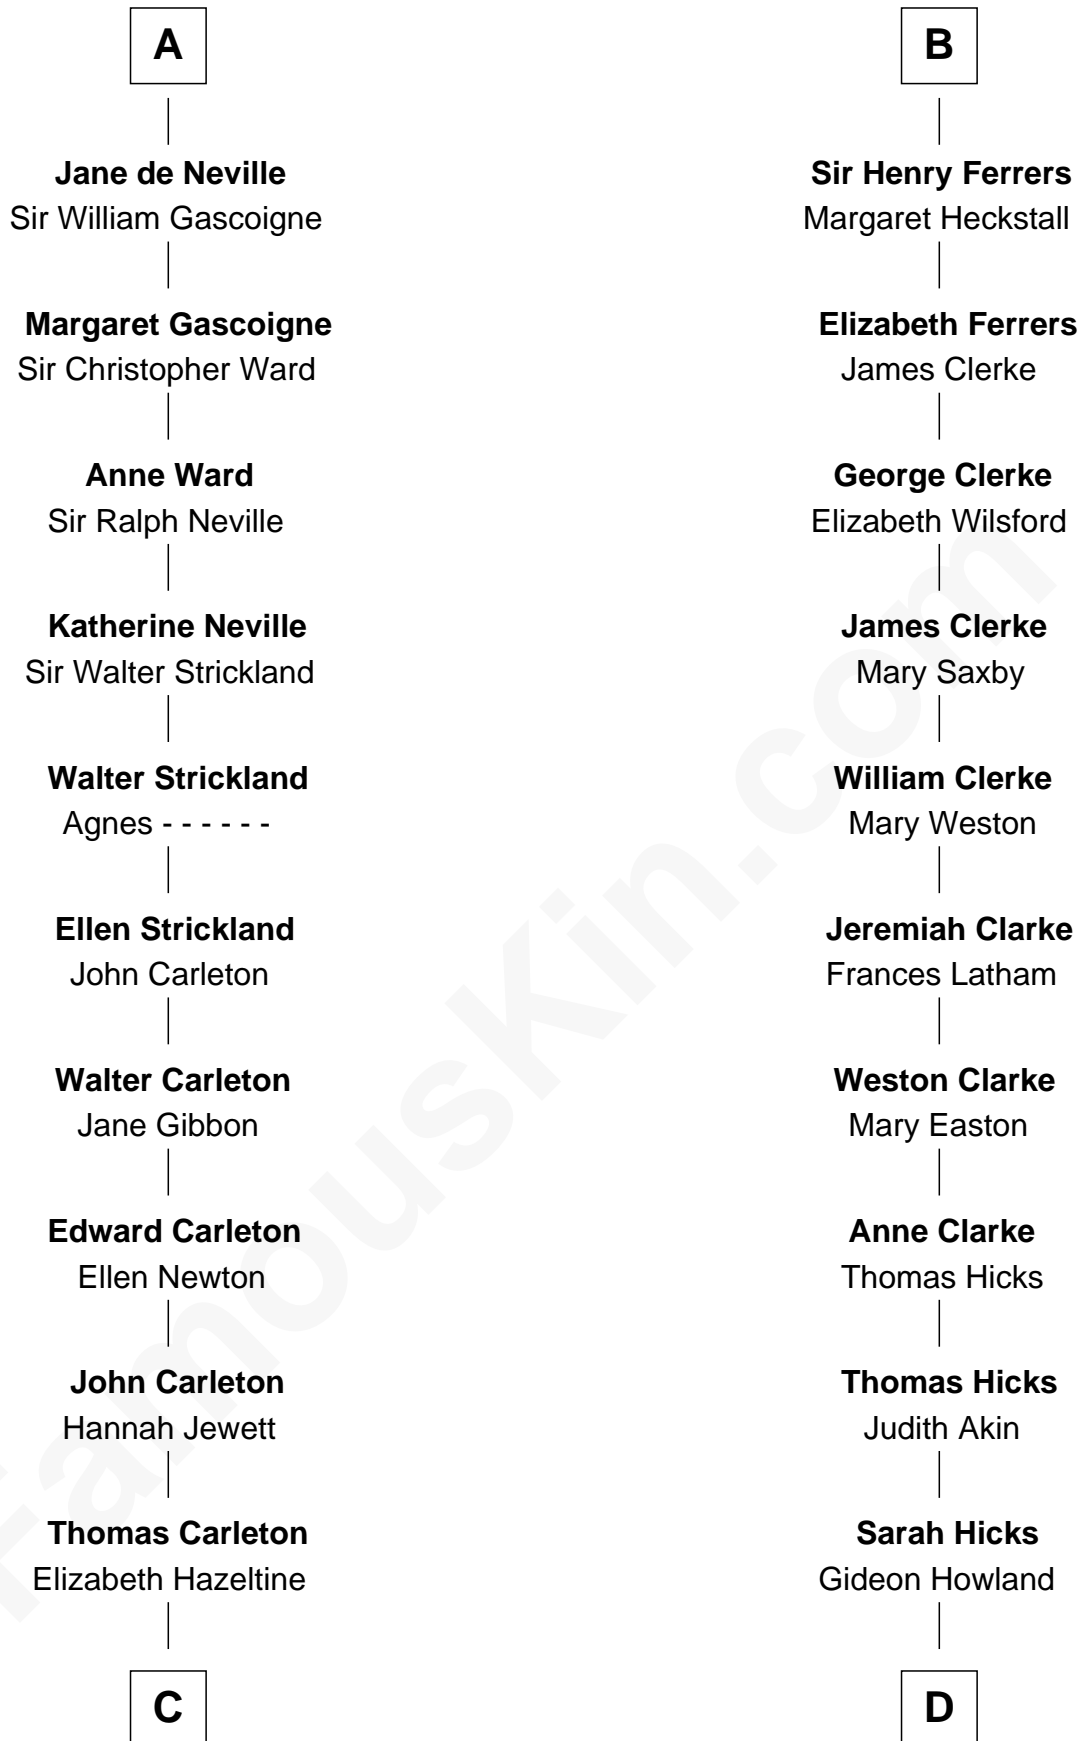 A
Jane de Neville
Sir William Gascoigne
Margaret Gascoigne
Sir Christopher Ward
Anne Ward
Sir Ralph Neville
Katherine Neville
Sir Walter Strickland
Walter Strickland
Agnes - - - - - -
Ellen Strickland
John Carleton
Walter Carleton
Jane Gibbon
Edward Carleton
Ellen Newton
John Carleton
Hannah Jewett
Thomas Carleton
Elizabeth Hazeltine
C
B
Sir Henry Ferrers
Margaret Heckstall
Elizabeth Ferrers
James Clerke
George Clerke
Elizabeth Wilsford
James Clerke
Mary Saxby
William Clerke
Mary Weston
Jeremiah Clarke
Frances Latham
Weston Clarke
Mary Easton
Anne Clarke
Thomas Hicks
Thomas Hicks
Judith Akin
Sarah Hicks
Gideon Howland
D
FamousKin.com